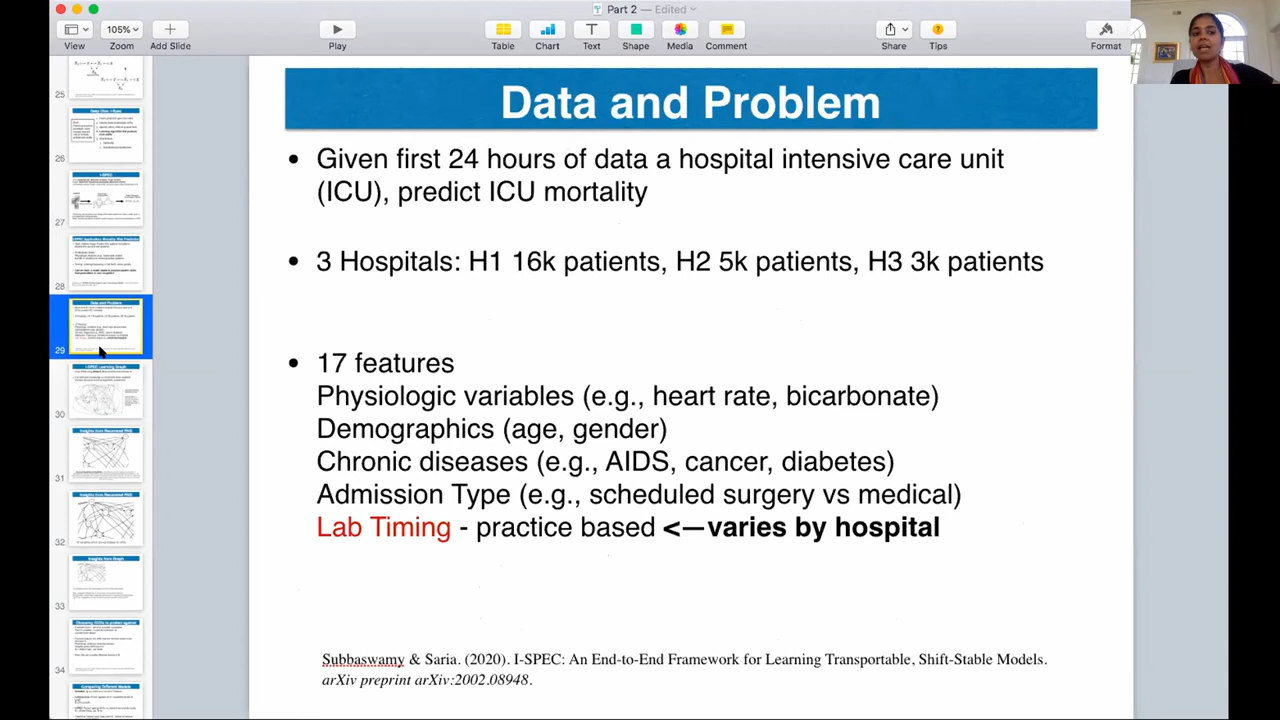 Part 2 — Edited
105%
View
Zoom
Add Slide
Play
Table
Chart
Text
Shape
Media
Comment
Share
Tips
Format
25
26
27
28
29
30
31
32
33
34
Data and Problem
• Given first 24 hours of data a hospital intensive care unit
(ICU), predict ICU mortality
• 3 Hospitals: H1 16k patients, H2 5k patients, H3 3k patients
• 17 features
Physiologic variables (e.g., heart rate, bicarbonate)
Demographics (age, gender)
Chronic diseases (e.g., AIDS, cancer, diabetes)
Admission Type (e.g., scheduled surgery vs medical)
Lab Timing - practice based <—varies by hospital
Subbaswamy, & Saria. (2020). I-SPEC: An End-to-End Framework for Learning Transportable, Shift-Stable Models.
arXiv preprint arXiv:2002.08948.